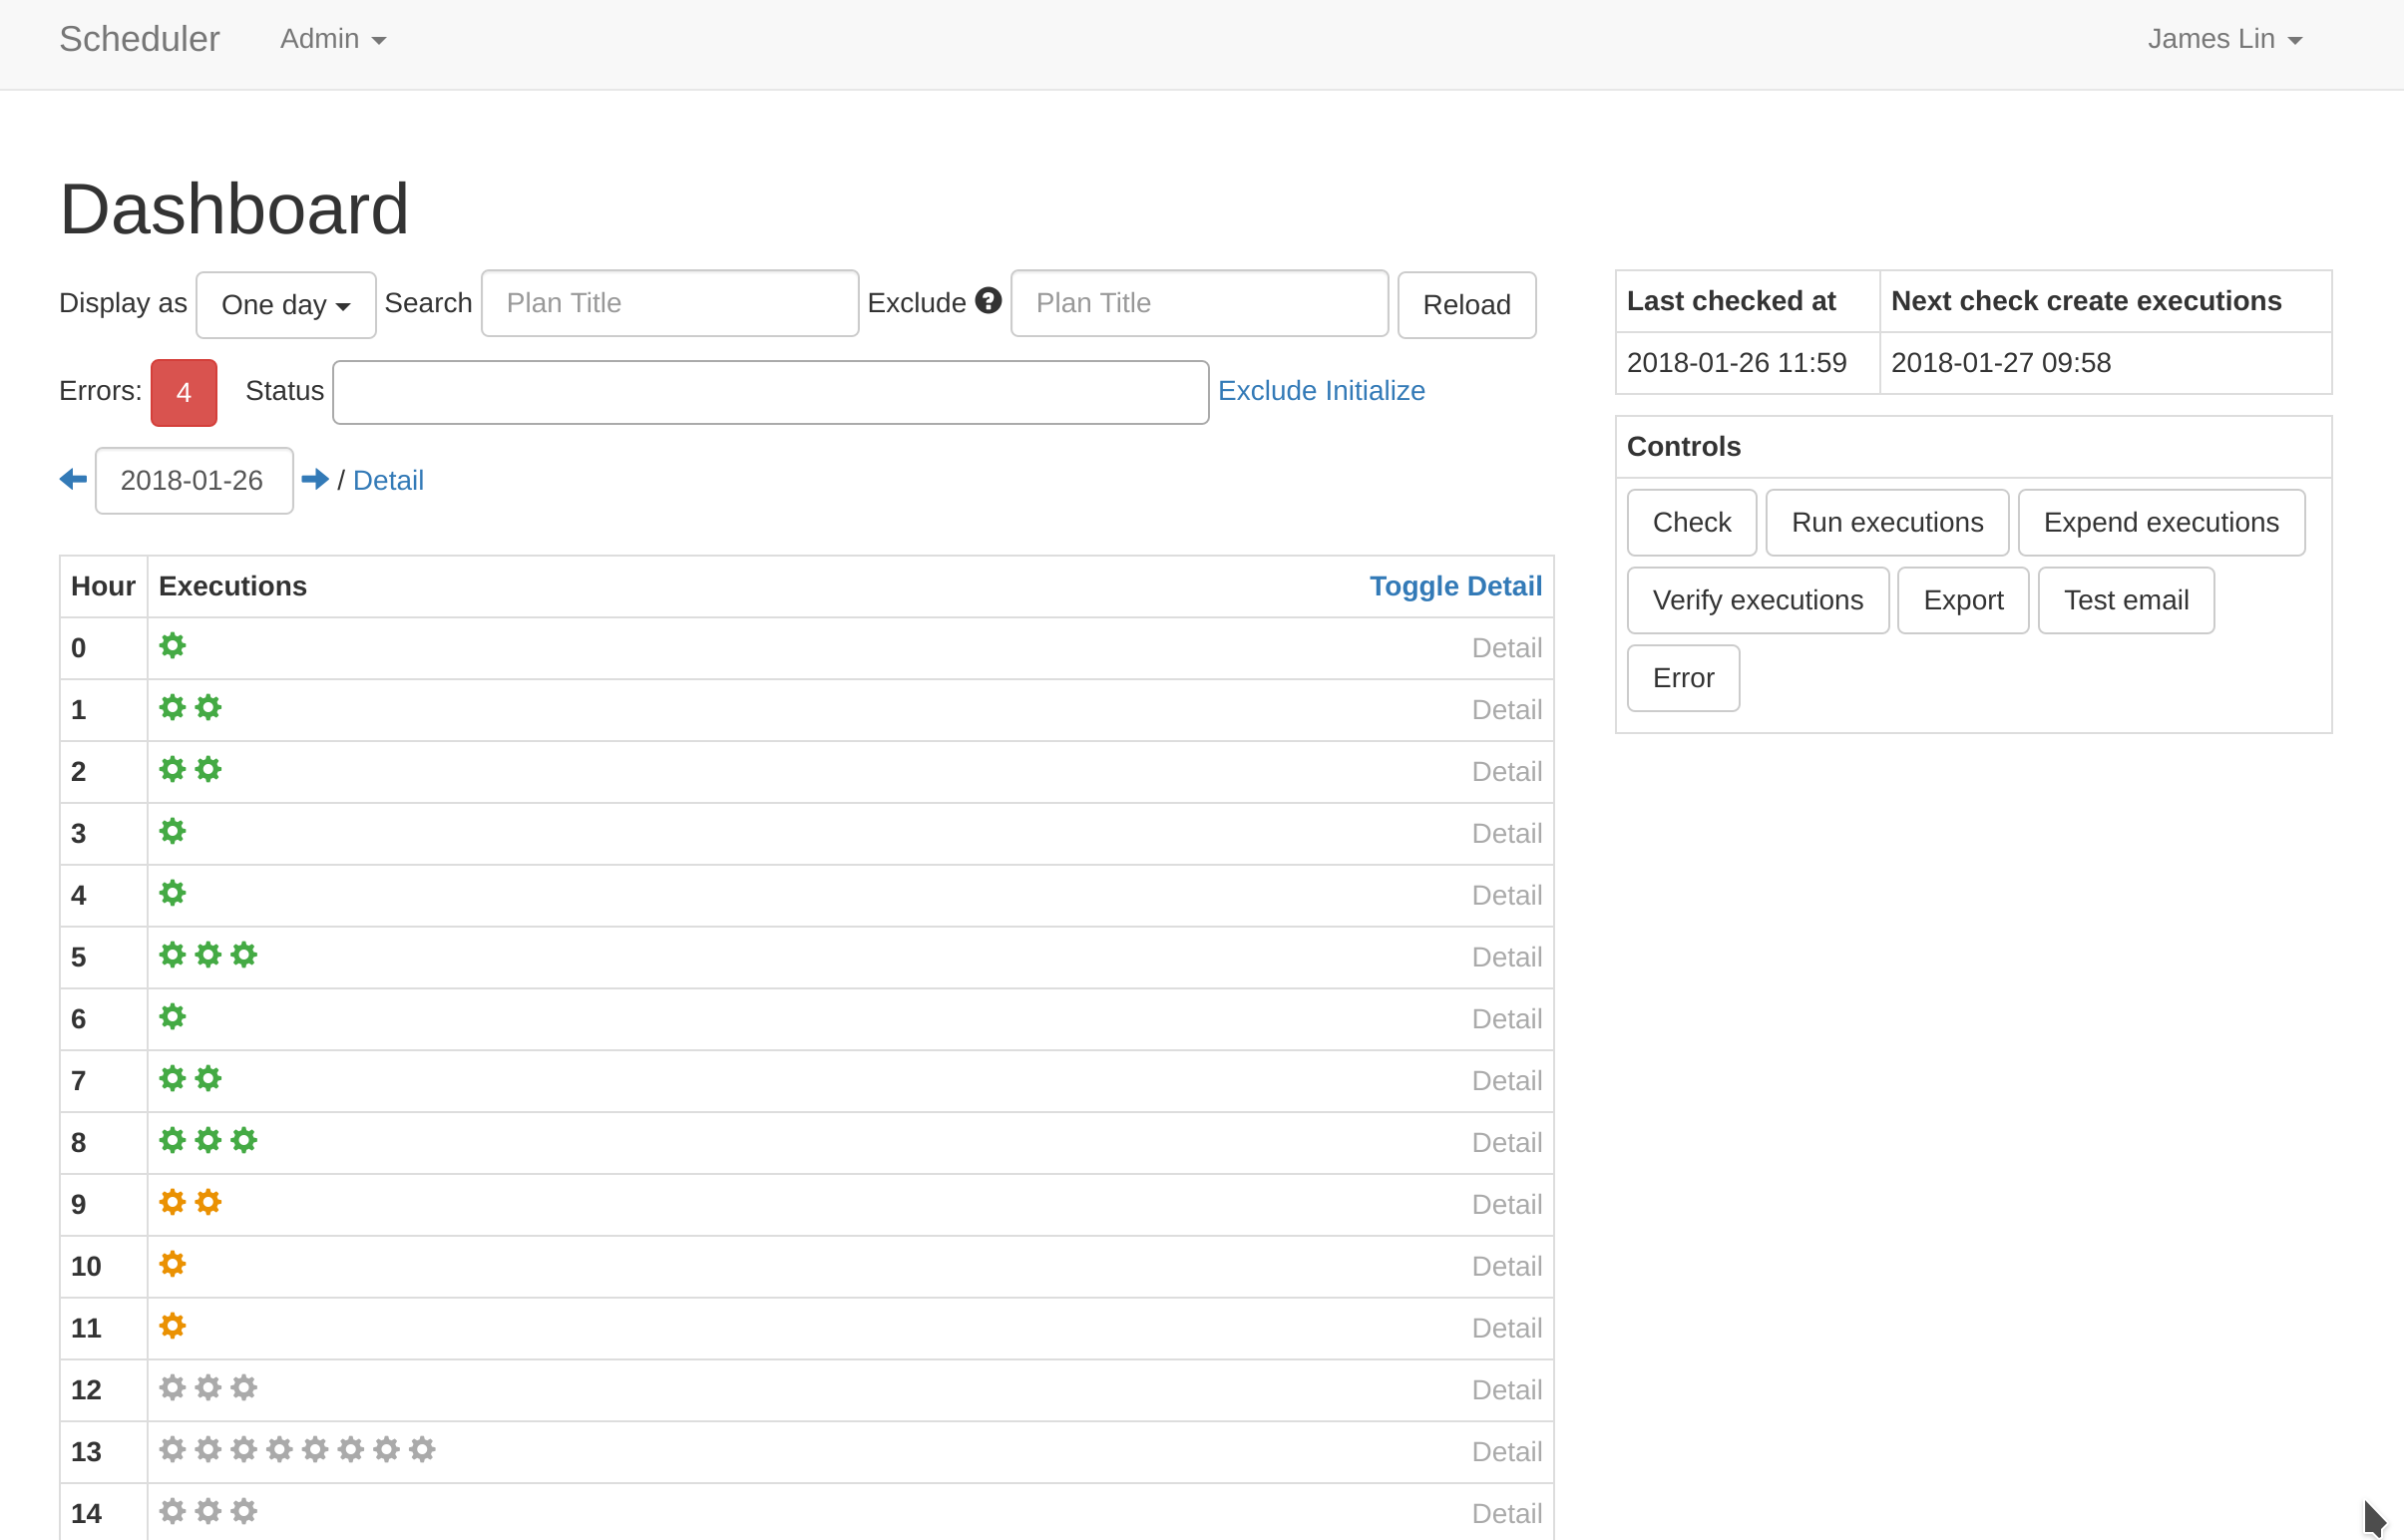 Scheduler Admin James Lin
Dashboard
Display as One day Search Plan Title Exclude Plan Title Reload
Errors: 4 Status Exclude Initialize
2018-01-26 / Detail
Hour Executions Toggle Detail
0 Detail
1 Detail
2 Detail
3 Detail
4 Detail
5 Detail
6 Detail
7 Detail
8 Detail
9 Detail
10 Detail
11 Detail
12 Detail
13 Detail
14 Detail
Last checked at Next check create executions
2018-01-26 11:59 2018-01-27 09:58
Controls
Check Run executions Expend executions
Verify executions Export Test email
Error